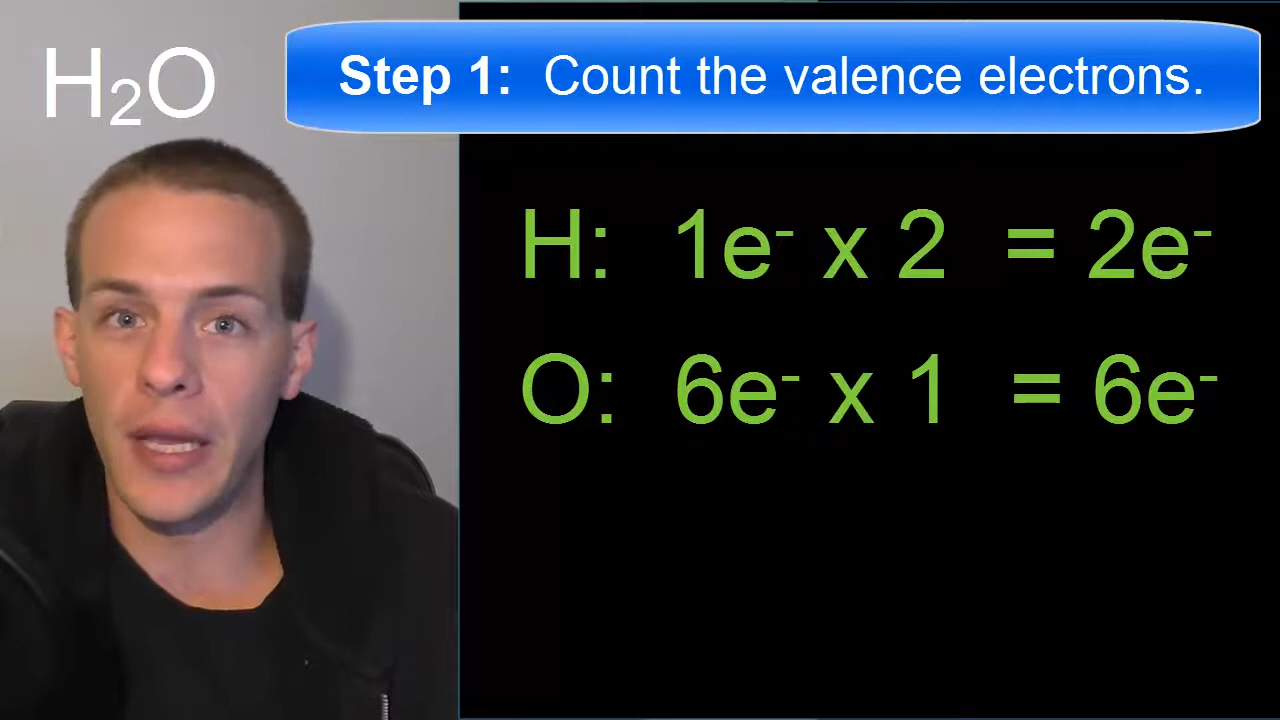 H₂O
Step 1: Count the valence electrons.
H: 1e⁻ x 2 = 2e⁻
O: 6e⁻ x 1 = 6e⁻